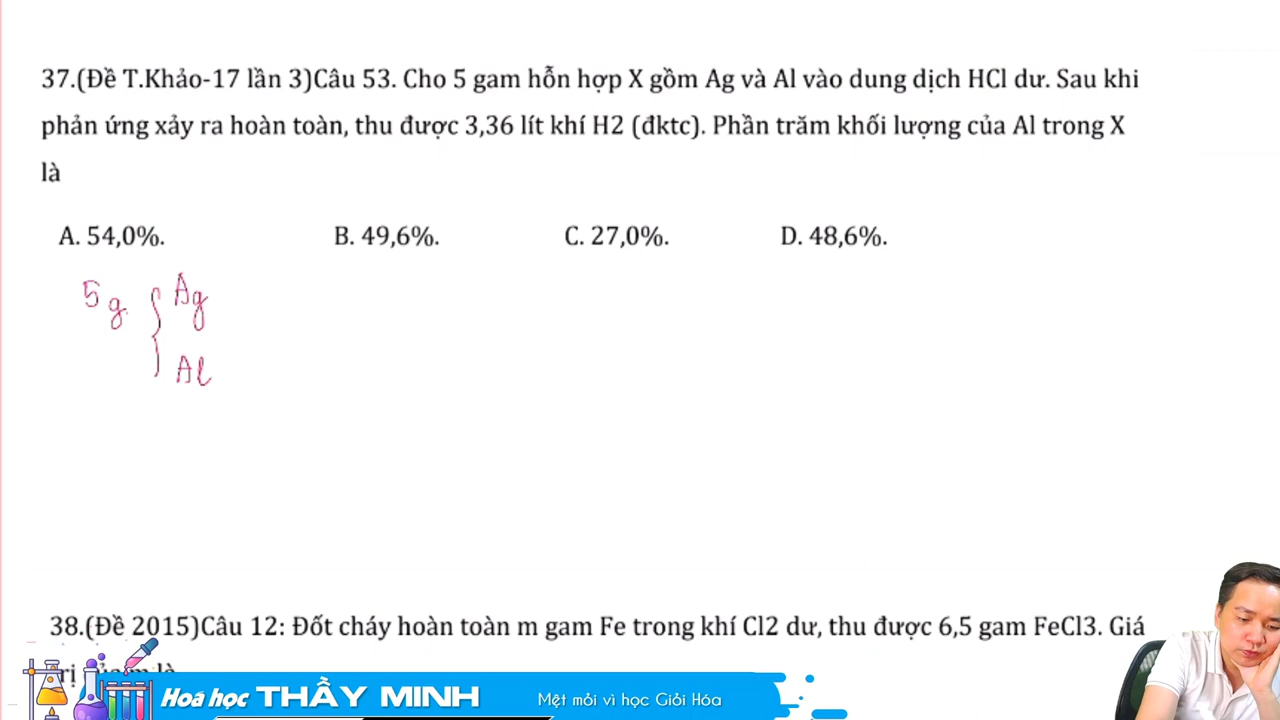 37.(Đề T.Khảo-17 lần 3)Câu 53. Cho 5 gam hỗn hợp X gồm Ag và Al vào dung dịch HCl dư. Sau khi
phản ứng xảy ra hoàn toàn, thu được 3,36 lít khí H2 (đktc). Phần trăm khối lượng của Al trong X
là
A. 54,0%. B. 49,6%. C. 27,0%. D. 48,6%.
5g { Ag
Al
38.(Đề 2015)Câu 12: Đốt cháy hoàn toàn m gam Fe trong khí Cl2 dư, thu được 6,5 gam FeCl3. Giá
Hoá học THẦY MINH Mệt mỏi vì học Giỏi Hóa